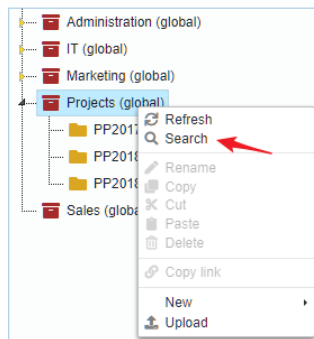 Administration (global)
IT (global)
Marketing (global)
Projects (global)
PP2017
PP2018
PP2018
Sales (globa
Refresh
Search
Rename
Copy
Cut
Paste
Delete
Copy link
New
Upload